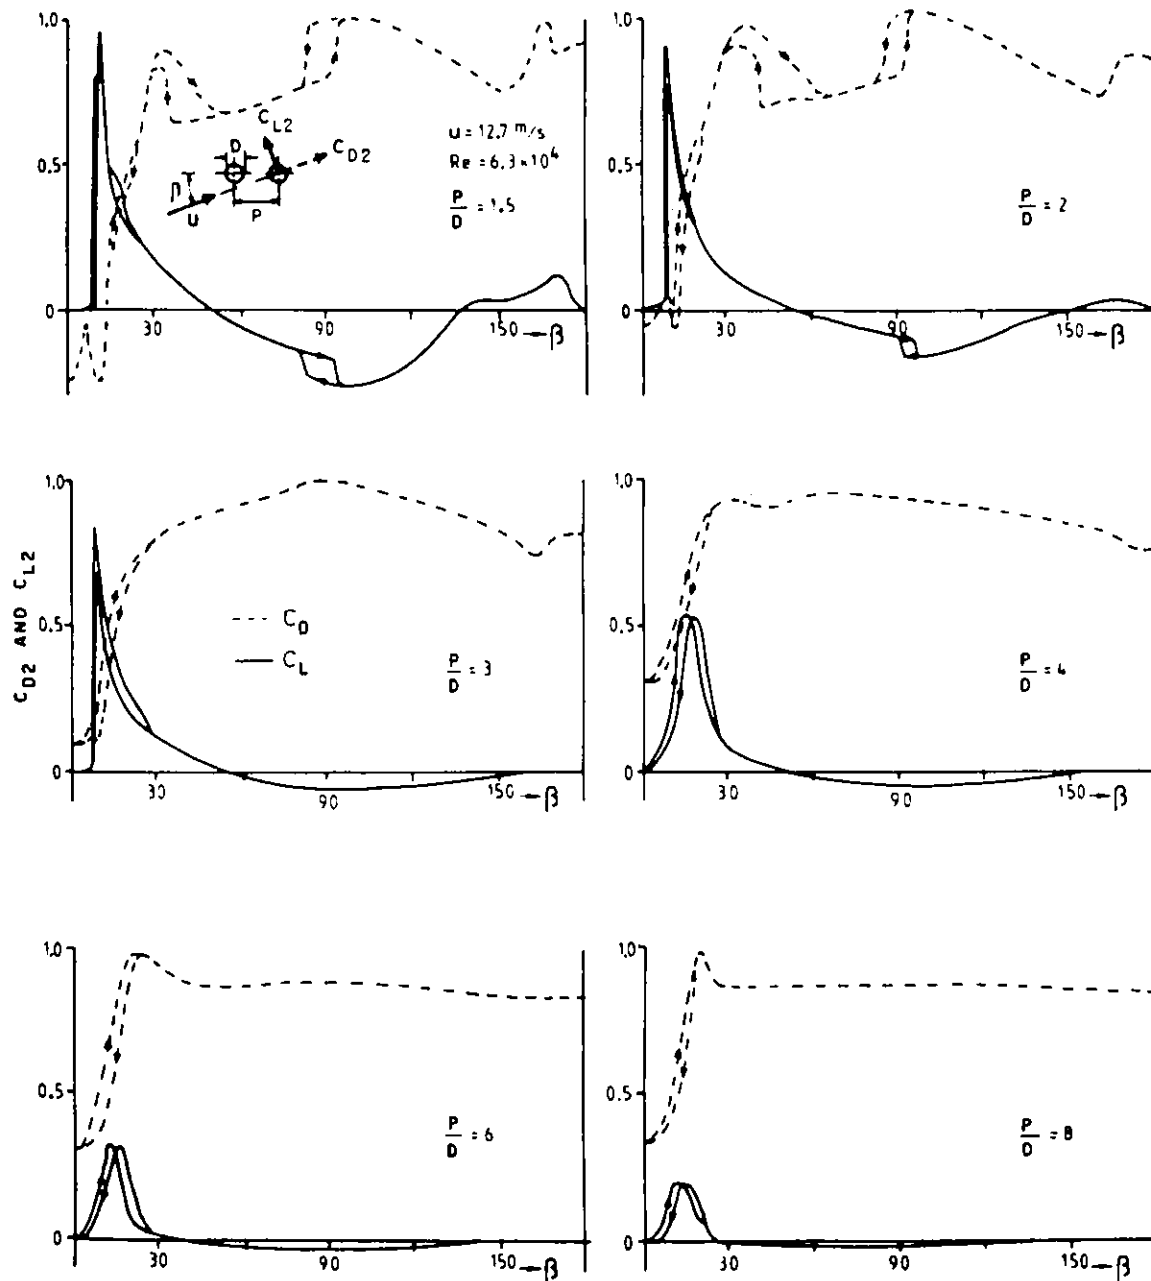 1.0
0.5
0
30
90
150 → β
C_L2
C_D2
D
β
u
P
u = 12.7 m/s
Re = 6.3×10⁴
P/D = 1.5
1.0
0.5
0
30
90
150 → β
P/D = 2
C_D2 AND C_L2
1.0
0.5
0
30
90
150 → β
--- C_D
— C_L
P/D = 3
1.0
0.5
0
30
90
150 → β
P/D = 4
1.0
0.5
0
30
90
150 → β
P/D = 6
1.0
0.5
0
30
90
150 → β
P/D = 8